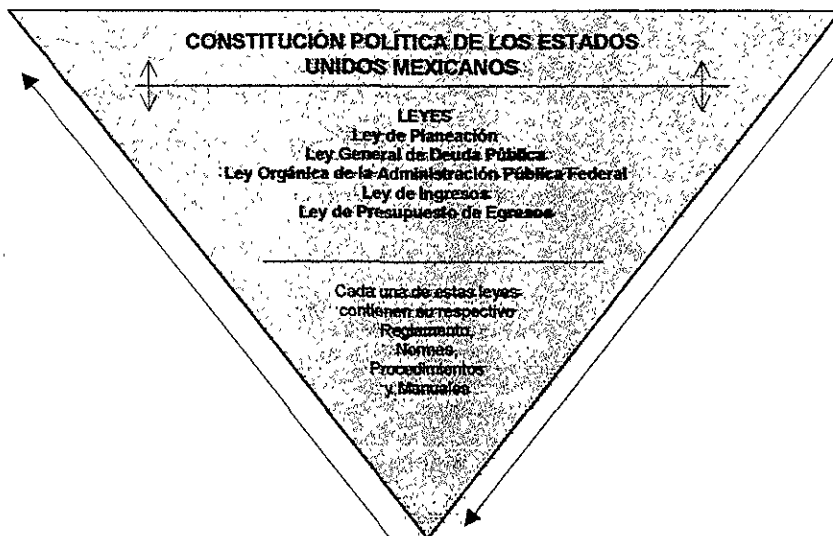 CONSTITUCIÓN POLÍTICA DE LOS ESTADOS
UNIDOS MEXICANOS
LEYES
Ley de Planeación
Ley General de Deuda Pública
Ley Orgánica de la Administración Pública Federal
Ley de Ingresos
Ley de Presupuesto de Egresos
Cada una de estas leyes
contienen su respectivo
Reglamento,
Normas,
Procedimientos
y Manuales